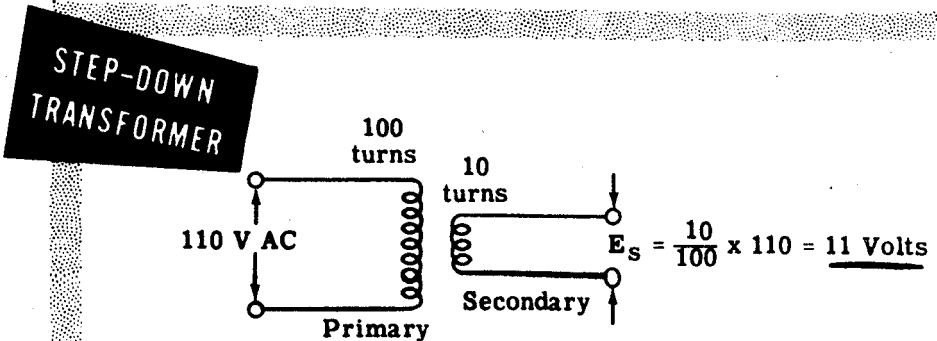 STEP-DOWN
TRANSFORMER
100
turns
10
turns
110 V AC
E_S = 10/100 x 110 = 11 Volts
Primary
Secondary